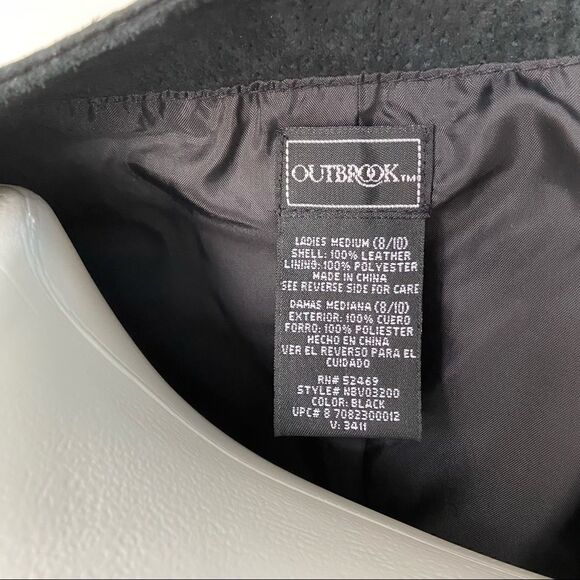 OUTBROOK™
LADIES MEDIUM (8/10)
SHELL: 100% LEATHER
LINING: 100% POLYESTER
MADE IN CHINA
SEE REVERSE SIDE FOR CARE
DAMAS MEDIANA (8/10)
EXTERIOR: 100% CUERO
FORRO: 100% POLIESTER
HECHO EN CHINA
VER EL REVERSO PARA EL
CUIDADO
RN# 52469
STYLE# NBV03200
COLOR: BLACK
UPC# 8 7082300012
V: 3411